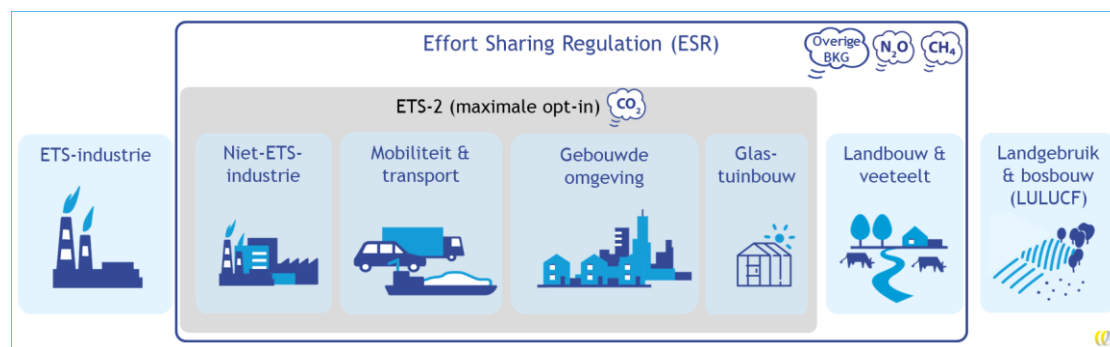 Effort Sharing Regulation (ESR)
Overige
BKG
N₂O
CH₄
ETS-2 (maximale opt-in)
CO₂
ETS-industrie
Niet-ETS-
industrie
Mobiliteit &
transport
Gebouwde
omgeving
Glas-
tuinbouw
Landbouw &
veeteelt
Landgebruik
& bosbouw
(LULUCF)